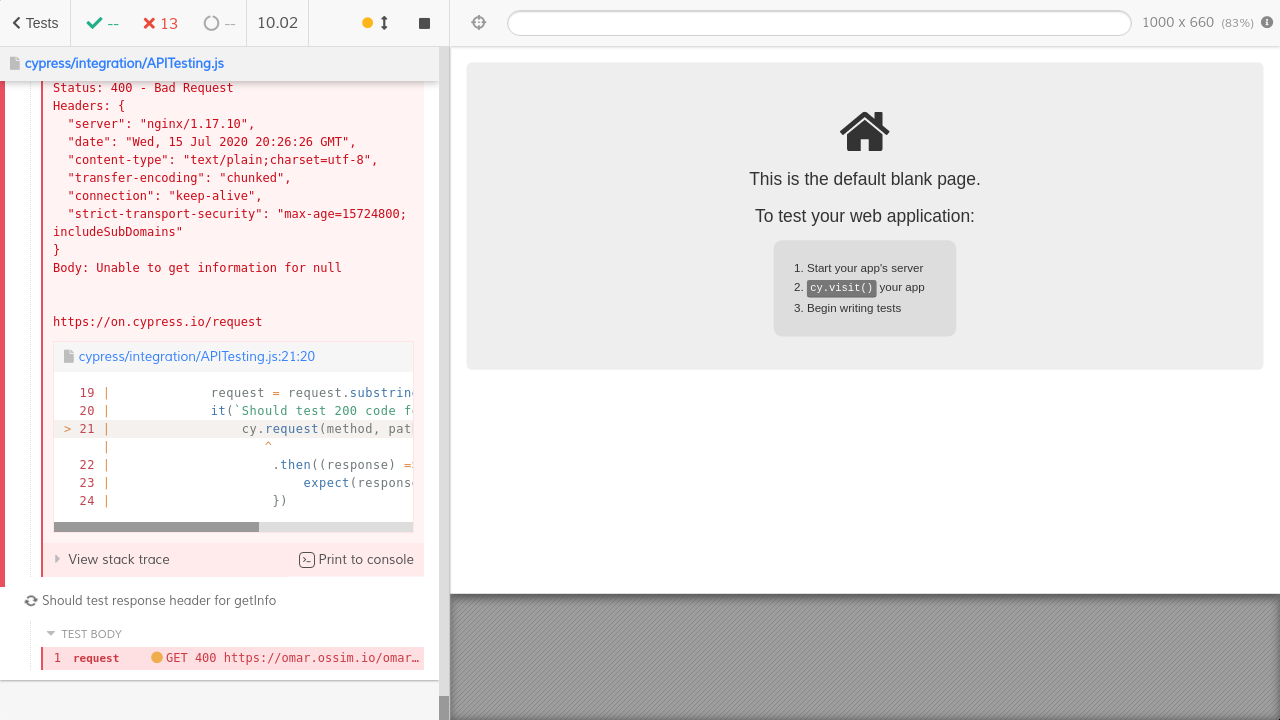 Tests -- 13 -- 10.02
1000 x 660 (83%)
cypress/integration/APITesting.js
Status: 400 - Bad Request
Headers: {
"server": "nginx/1.17.10",
"date": "Wed, 15 Jul 2020 20:26:26 GMT",
"content-type": "text/plain;charset=utf-8",
"transfer-encoding": "chunked",
"connection": "keep-alive",
"strict-transport-security": "max-age=15724800;
includeSubDomains"
}
Body: Unable to get information for null
https://on.cypress.io/request
cypress/integration/APITesting.js:21:20
19 | request = request.substrin
20 | it(`Should test 200 code f
> 21 | cy.request(method, pat
| ^
22 | .then((response) =
23 | expect(respons
24 | })
View stack trace
Print to console
Should test response header for getInfo
TEST BODY
1 request GET 400 https://omar.ossim.io/omar…
This is the default blank page.
To test your web application:
1. Start your app's server
2. cy.visit() your app
3. Begin writing tests